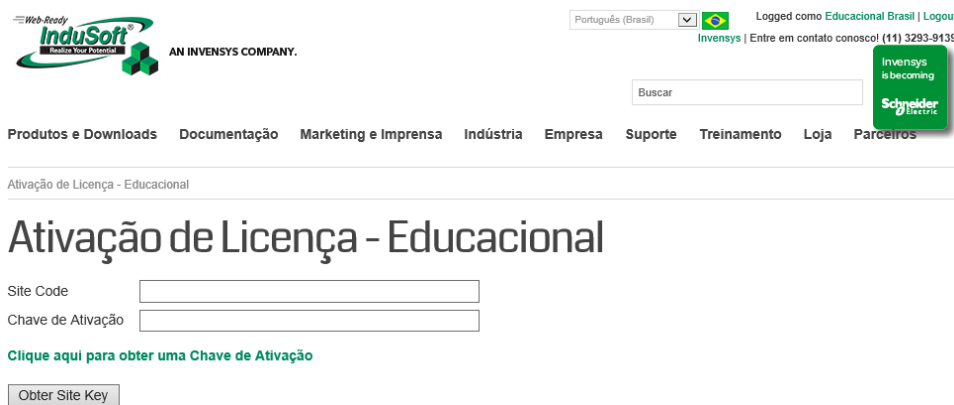 Web-Ready
InduSoft
Realize Your Potential
AN INVENSYS COMPANY.
Português (Brasil)
Logged como Educacional Brasil | Logout
Invensys | Entre em contato conosco! (11) 3293-9139
Invensys
is becoming
Schneider
Electric
Buscar
Produtos e Downloads Documentação Marketing e Imprensa Indústria Empresa Suporte Treinamento Loja Parceiros
Ativação de Licença - Educacional
Ativação de Licença - Educacional
Site Code
Chave de Ativação
Clique aqui para obter uma Chave de Ativação
Obter Site Key